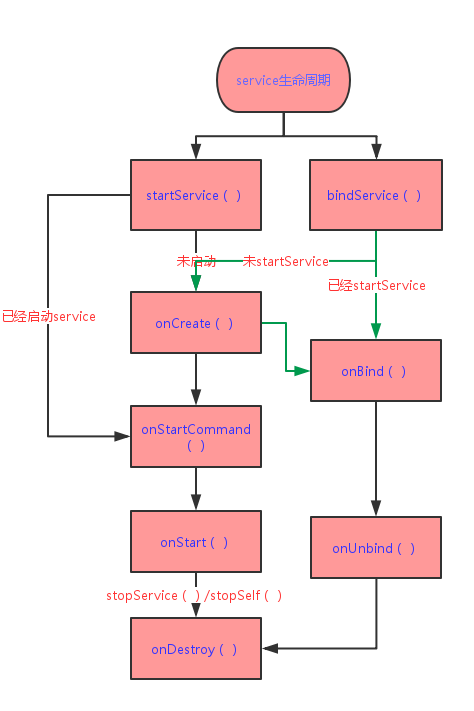 service生命周期
startService( )
bindService( )
未启动
未startService
已经startService
已经启动service
onCreate( )
onBind( )
onStartCommand
( )
onStart( )
onUnbind( )
stopService( )/stopSelf( )
onDestroy( )